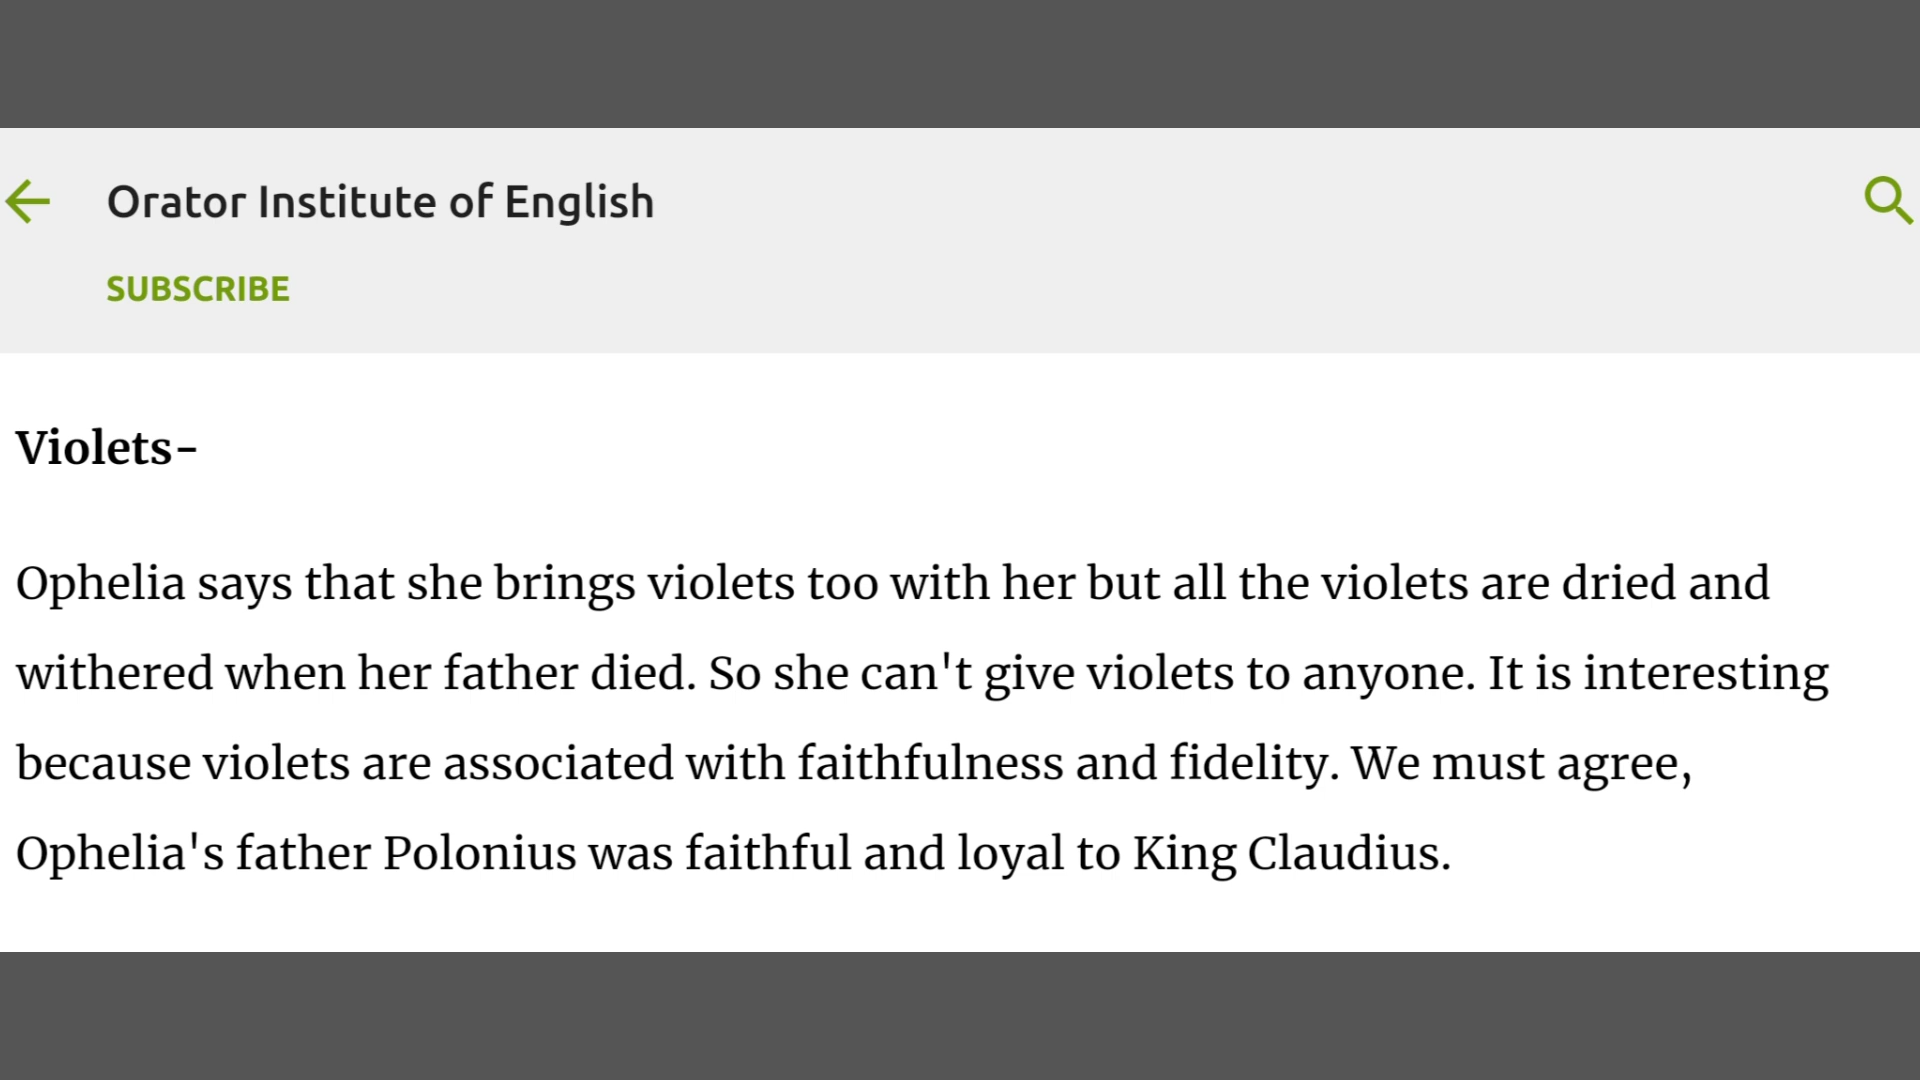 Orator Institute of English
SUBSCRIBE
Violets-
Ophelia says that she brings violets too with her but all the violets are dried and
withered when her father died. So she can't give violets to anyone. It is interesting
because violets are associated with faithfulness and fidelity. We must agree,
Ophelia's father Polonius was faithful and loyal to King Claudius.